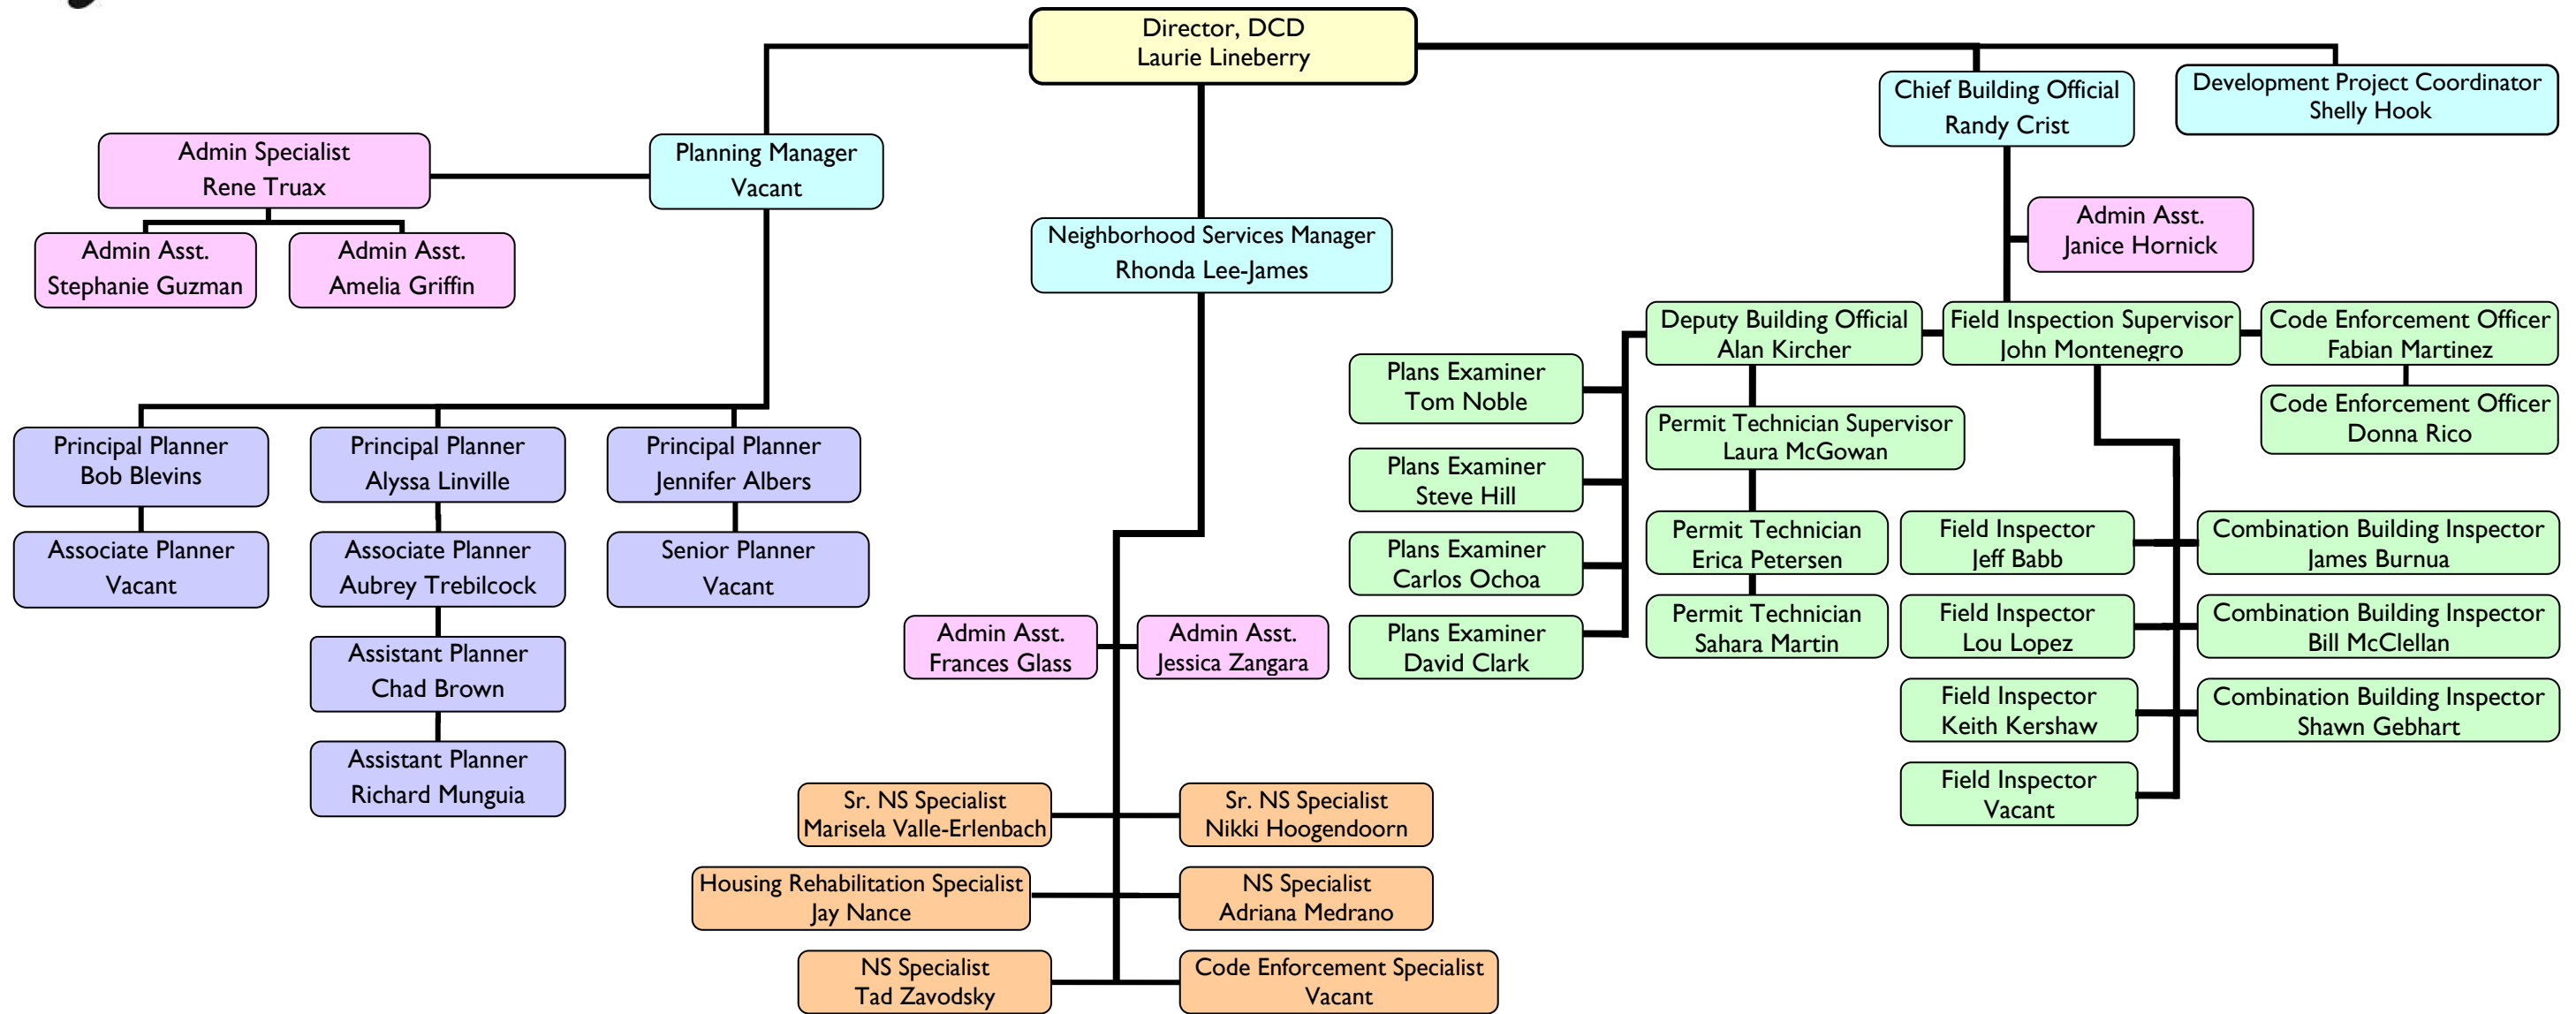 Director, DCD
Laurie Lineberry
Chief Building Official
Randy Crist
Development Project Coordinator
Shelly Hook
Admin Specialist
Rene Truax
Planning Manager
Vacant
Admin Asst.
Stephanie Guzman
Admin Asst.
Amelia Griffin
Neighborhood Services Manager
Rhonda Lee-James
Admin Asst.
Janice Hornick
Deputy Building Official
Alan Kircher
Field Inspection Supervisor
John Montenegro
Code Enforcement Officer
Fabian Martinez
Code Enforcement Officer
Donna Rico
Plans Examiner
Tom Noble
Plans Examiner
Steve Hill
Plans Examiner
Carlos Ochoa
Plans Examiner
David Clark
Permit Technician Supervisor
Laura McGowan
Permit Technician
Erica Petersen
Permit Technician
Sahara Martin
Field Inspector
Jeff Babb
Combination Building Inspector
James Burnua
Field Inspector
Lou Lopez
Combination Building Inspector
Bill McClellan
Field Inspector
Keith Kershaw
Combination Building Inspector
Shawn Gebhart
Field Inspector
Vacant
Principal Planner
Bob Blevins
Associate Planner
Vacant
Principal Planner
Alyssa Linville
Associate Planner
Aubrey Trebilcock
Assistant Planner
Chad Brown
Assistant Planner
Richard Munguia
Principal Planner
Jennifer Albers
Senior Planner
Vacant
Admin Asst.
Frances Glass
Admin Asst.
Jessica Zangara
Sr. NS Specialist
Marisela Valle-Erlenbach
Sr. NS Specialist
Nikki Hoogendoorn
Housing Rehabilitation Specialist
Jay Nance
NS Specialist
Adriana Medrano
NS Specialist
Tad Zavodsky
Code Enforcement Specialist
Vacant